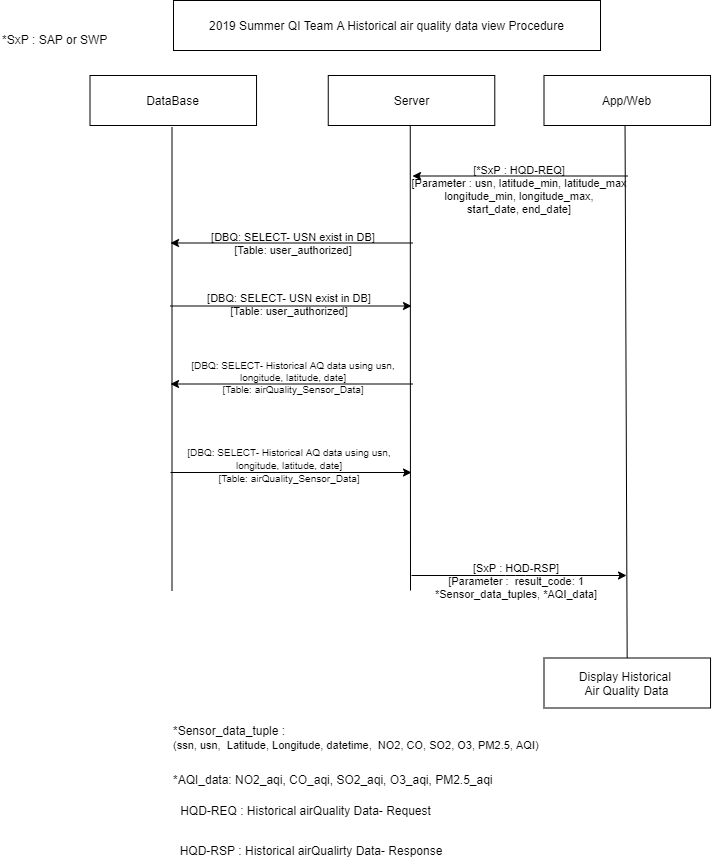 2019 Summer QI Team A Historical air quality data view Procedure
*SxP : SAP or SWP
DataBase
Server
App/Web
[*SxP : HQD-REQ]
[Parameter : usn, latitude_min, latitude_max
longitude_min, longitude_max,
start_date, end_date]
[DBQ: SELECT- USN exist in DB]
[Table: user_authorized]
[DBQ: SELECT- USN exist in DB]
[Table: user_authorized]
[DBQ: SELECT- Historical AQ data using usn,
longitude, latitude, date]
[Table: airQuality_Sensor_Data]
[DBQ: SELECT- Historical AQ data using usn,
longitude, latitude, date]
[Table: airQuality_Sensor_Data]
[SxP : HQD-RSP]
[Parameter : result_code: 1
*Sensor_data_tuples, *AQI_data]
Display Historical
Air Quality Data
*Sensor_data_tuple :
(ssn, usn, Latitude, Longitude, datetime, NO2, CO, SO2, O3, PM2.5, AQI)
*AQI_data: NO2_aqi, CO_aqi, SO2_aqi, O3_aqi, PM2.5_aqi
HQD-REQ : Historical airQuality Data- Request
HQD-RSP : Historical airQualirty Data- Response